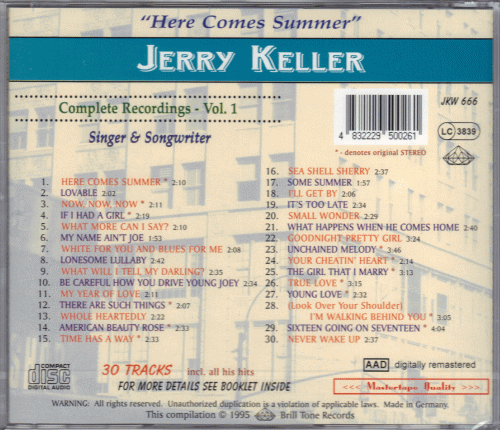 "Here Comes Summer"
JERRY KELLER
Complete Recordings - Vol. 1
Singer & Songwriter
JKW 666
4 832229 500261
LC 3839
* - denotes original STEREO
1. HERE COMES SUMMER * 2:10
2. LOVABLE 2:02
3. NOW, NOW, NOW * 2:11
4. IF I HAD A GIRL * 2:19
5. WHAT MORE CAN I SAY? 2:10
6. MY NAME AIN'T JOE 1:53
7. WHITE FOR YOU AND BLUES FOR ME 2:08
8. LONESOME LULLABY 2:42
9. WHAT WILL I TELL MY DARLING? 2:35
10. BE CAREFUL HOW YOU DRIVE YOUNG JOEY 2:34
11. MY YEAR OF LOVE 2:11
12. THERE ARE SUCH THINGS * 2:07
13. WHOLE HEARTEDLY 2:22
14. AMERICAN BEAUTY ROSE * 2:33
15. TIME HAS A WAY * 2:33
16. SEA SHELL SHERRY 2:37
17. SOME SUMMER 1:57
18. I'LL GET BY * 2:06
19. IT'S TOO LATE 2:34
20. SMALL WONDER 2:29
21. WHAT HAPPENS WHEN HE COMES HOME 2:40
22. GOODNIGHT PRETTY GIRL 3:24
23. UNCHAINED MELODY * 3:46
24. YOUR CHEATIN' HEART * 2:14
25. THE GIRL THAT I MARRY * 3:13
26. TRUE LOVE * 3:15
27. YOUNG LOVE * 2:32
28. (Look Over Your Shoulder)
I'M WALKING BEHIND YOU * 3:05
29. SIXTEEN GOING ON SEVENTEEN * 4:04
30. NEVER WAKE UP * 2:37
COMPACT
disc
DIGITAL AUDIO
30 TRACKS incl. all his hits
FOR MORE DETAILS SEE BOOKLET INSIDE
AAD digitally remastered
<<< Mastertape Quality >>>
WARNING: All rights reserved. Unauthorized duplication is a violation of applicable laws. Made in Germany.
This compilation © 1995 Brill Tone Records